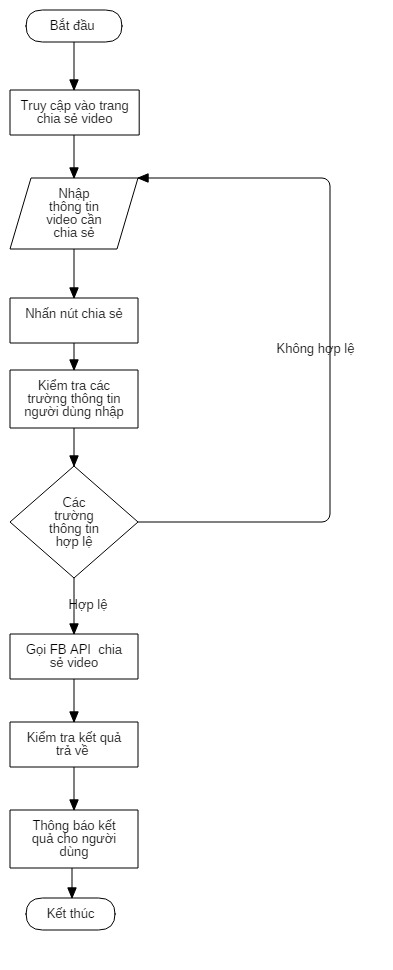 Bắt đầu
Truy cập vào trang
chia sẻ video
Nhập
thông tin
video cần
chia sẻ
Nhấn nút chia sẻ
Không hợp lệ
Kiểm tra các
trường thông tin
người dùng nhập
Các
trường
thông tin
hợp lệ
Hợp lệ
Gọi FB API  chia
sẻ video
Kiểm tra kết quả
trả về
Thông báo kết
quả cho người
dùng
Kết thúc